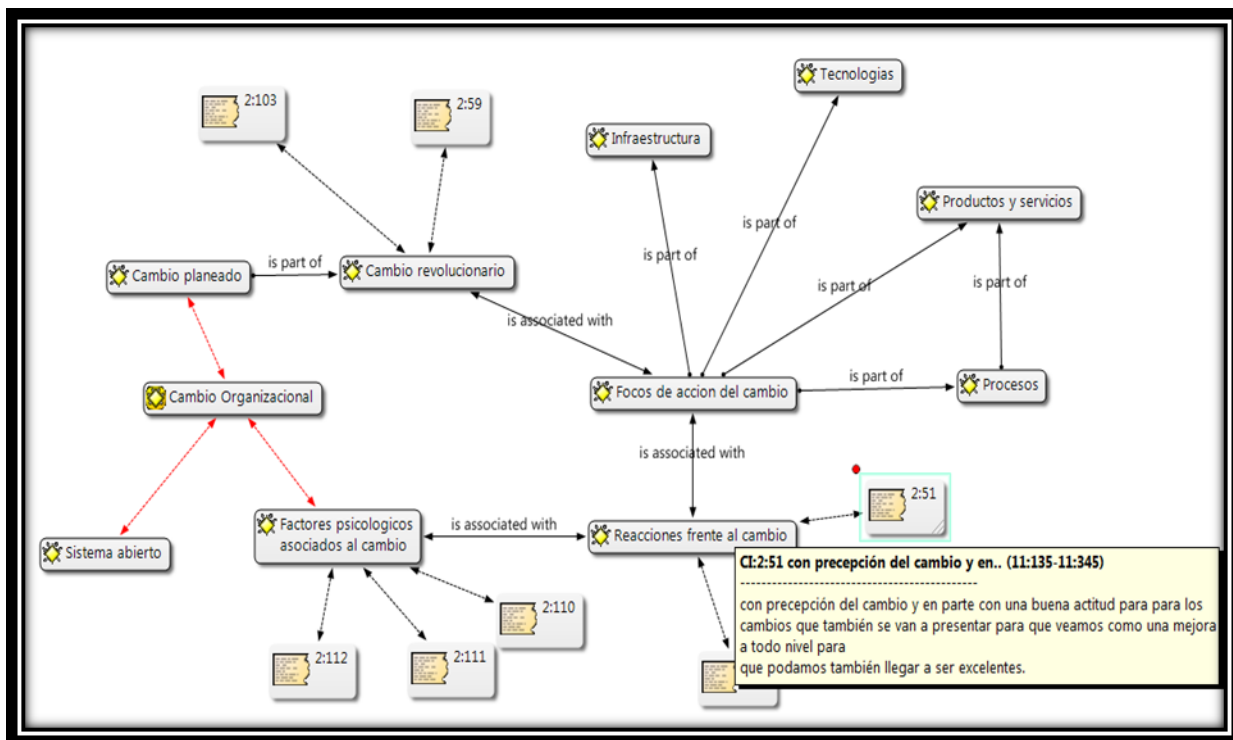 Tecnologias
2:103
2:59
Infraestructura
Productos y servicios
is part of
is part of
Cambio planeado
is part of
Cambio revolucionario
is part of
is part of
is associated with
Cambio Organizacional
Focos de accion del cambio
is part of
Procesos
is associated with
2:51
Factores psicologicos
asociados al cambio
is associated with
Reacciones frente al cambio
Sistema abierto
CI:2:51 con precepción del cambio y en.. (11:135-11:345)
----------------------------------------------
con precepción del cambio y en parte con una buena actitud para para los
cambios que también se van a presentar para que veamos como una mejora
a todo nivel para
que podamos también llegar a ser excelentes.
2:110
2:112
2:111